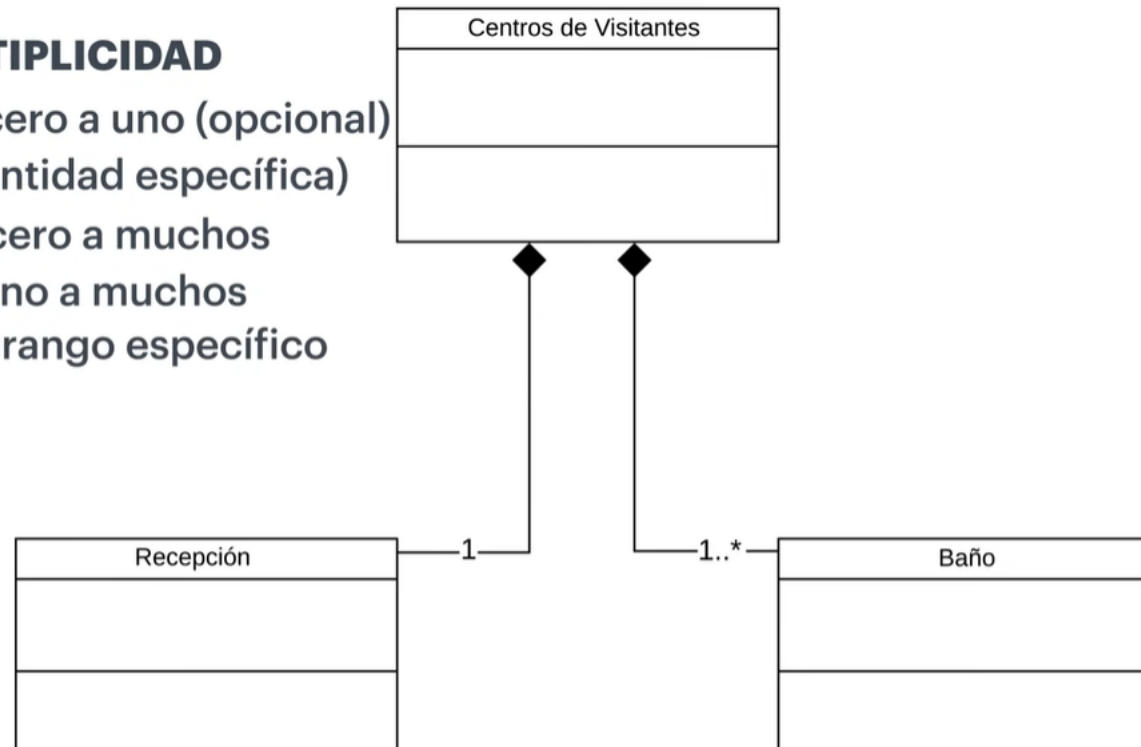 TIPLICIDAD
cero a uno (opcional)
ntidad específica)
cero a muchos
no a muchos
rango específico
Centros de Visitantes
1
1..*
Recepción
Baño